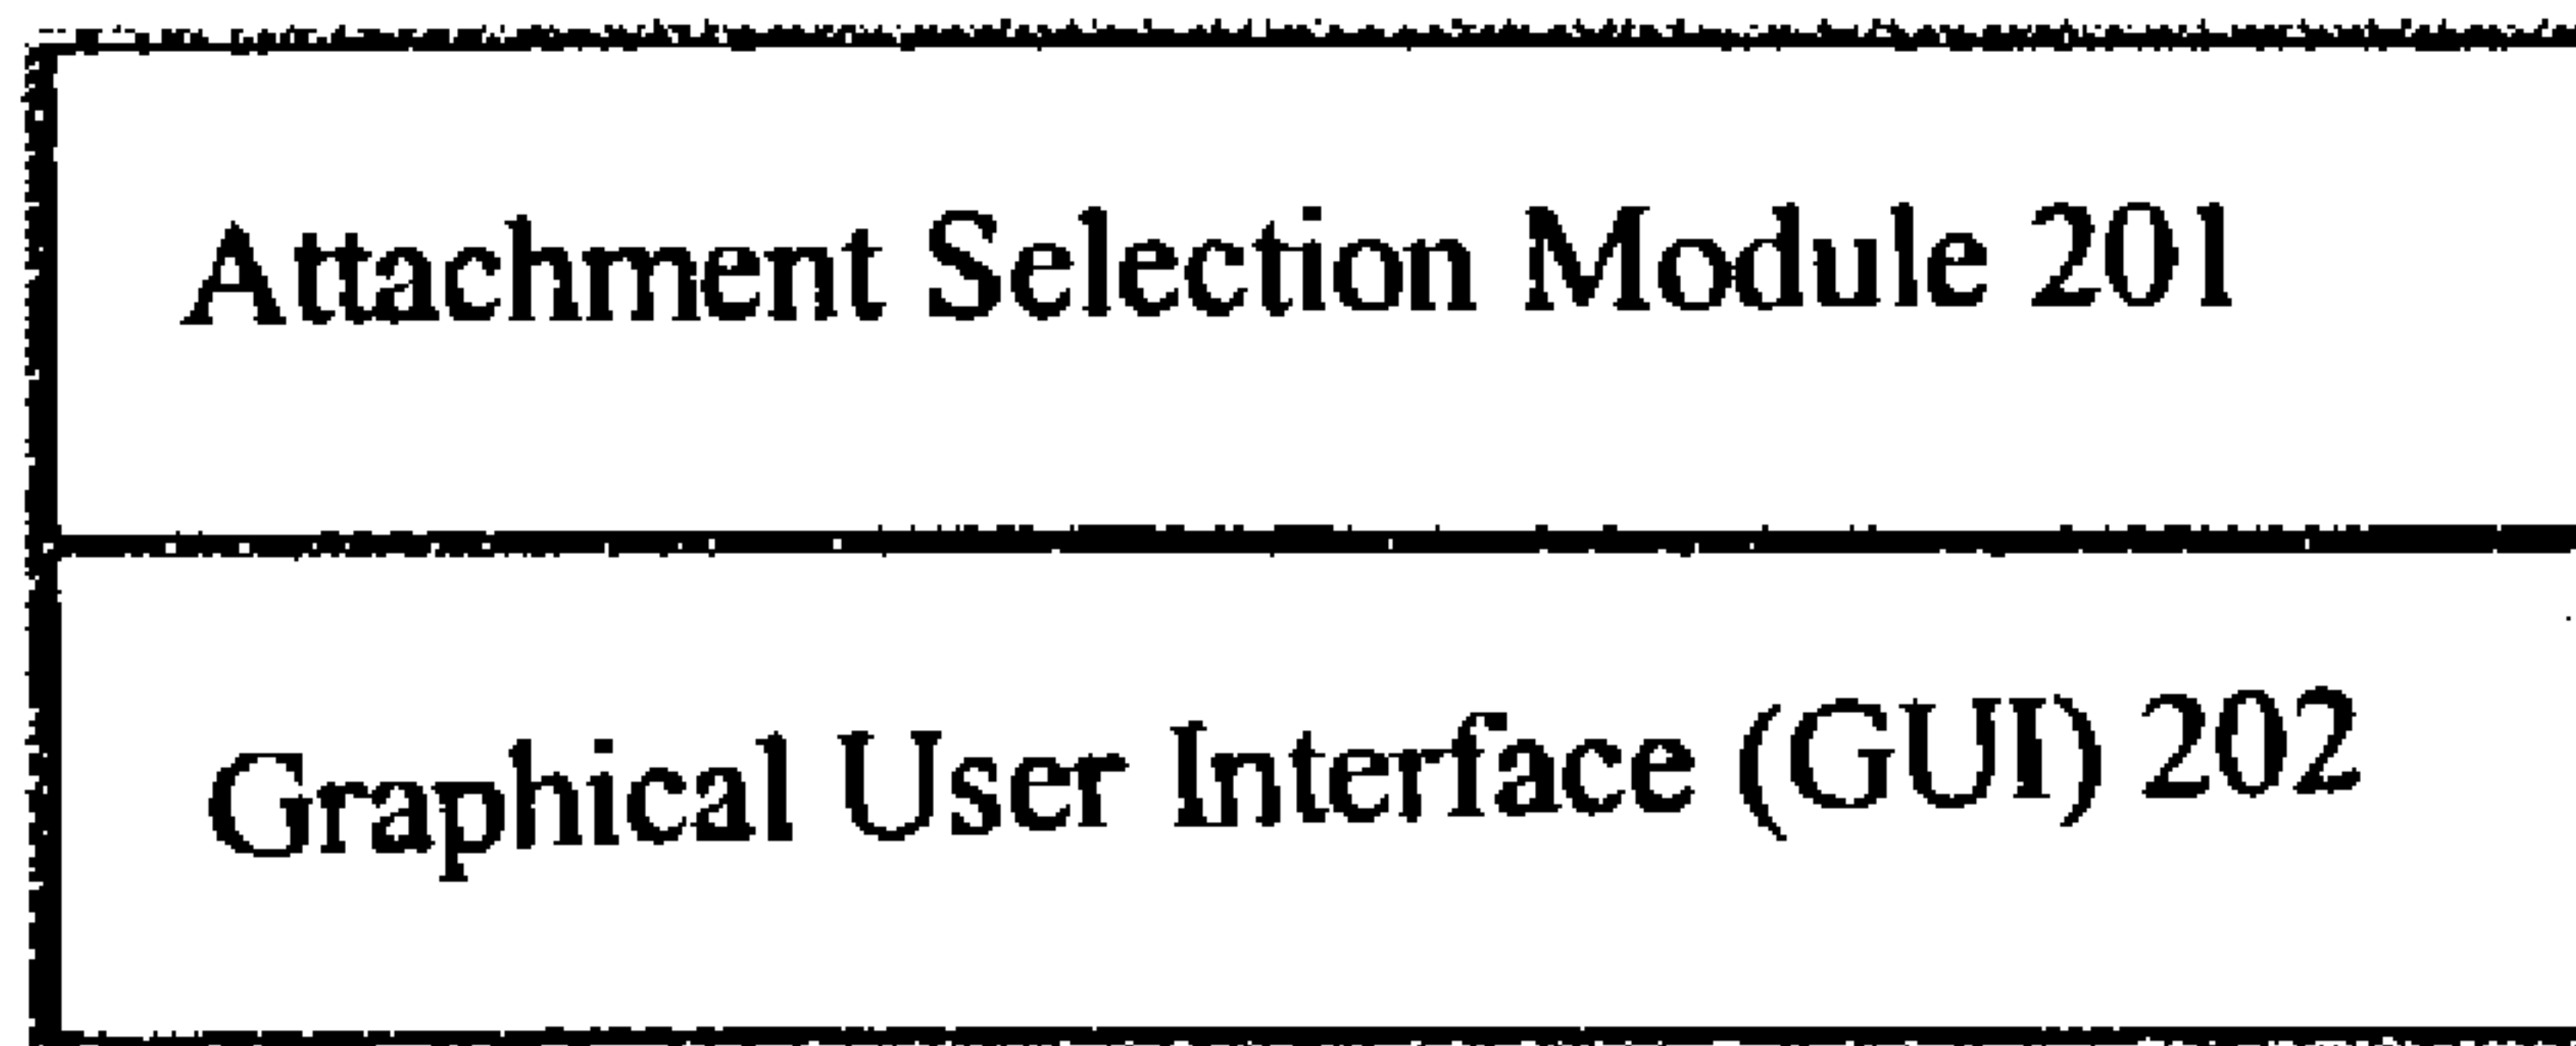 Attachment Selection Module 201
Graphical User Interface (GUI) 202